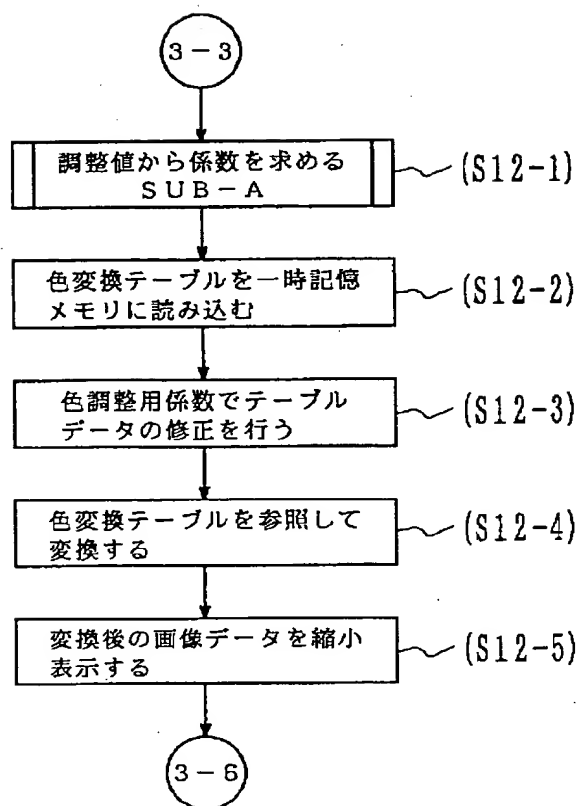 3－3
調整値から係数を求める
ＳＵＢ－Ａ
(S12-1)
色変換テーブルを一時記憶
メモリに読み込む
(S12-2)
色調整用係数でテーブル
データの修正を行う
(S12-3)
色変換テーブルを参照して
変換する
(S12-4)
変換後の画像データを縮小
表示する
(S12-5)
3－6